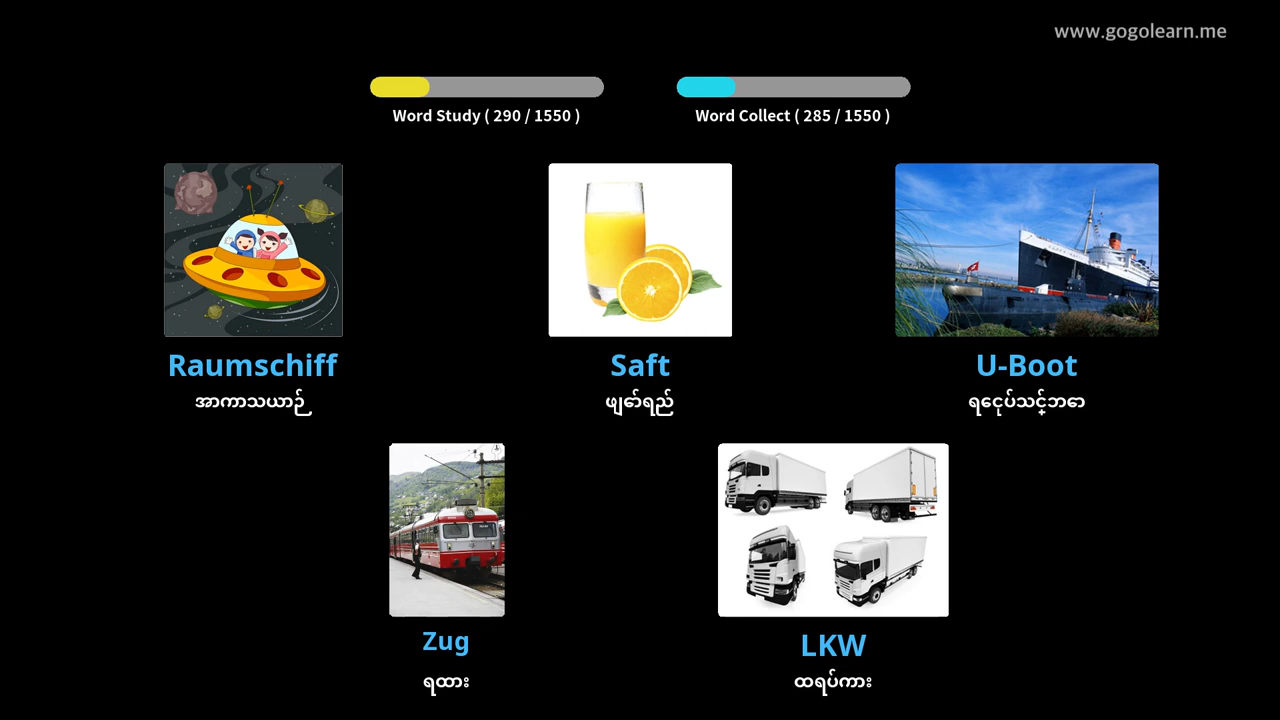 www.gogolearn.me
Word Study ( 290 / 1550 )
Word Collect ( 285 / 1550 )
Raumschiff
Saft
U-Boot
အာကာသယာဉ်
ဖျော်ရည်
ရေငုပ်သင်္ဘော
Zug
LKW
ရထား
ထရပ်ကား